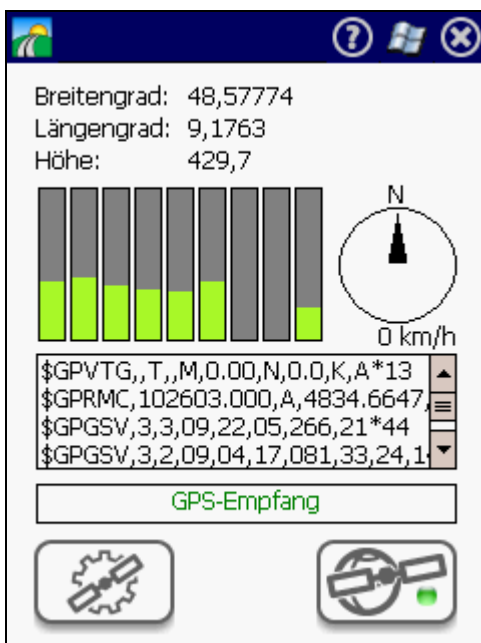 Breitengrad: 48,57774
Längengrad: 9,1763
Höhe: 429,7
N
0 km/h
$GPVTG,,T,,M,0.00,N,0.0,K,A*13
$GPRMC,102603.000,A,4834.6647,
$GPGSV,3,3,09,22,05,266,21*44
$GPGSV,3,2,09,04,17,081,33,24,1
GPS-Empfang